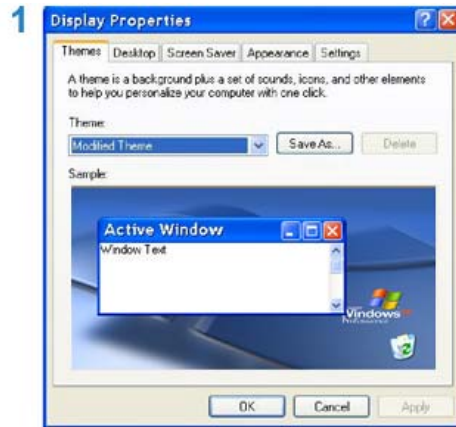 1
Display Properties
Themes Desktop Screen Saver Appearance Settings
A theme is a background plus a set of sounds, icons, and other elements
to help you personalize your computer with one click.
Theme:
Modified Theme Save As... Delete
Sample:
Active Window
Window Text
Windows xp
Professional
OK Cancel Apply